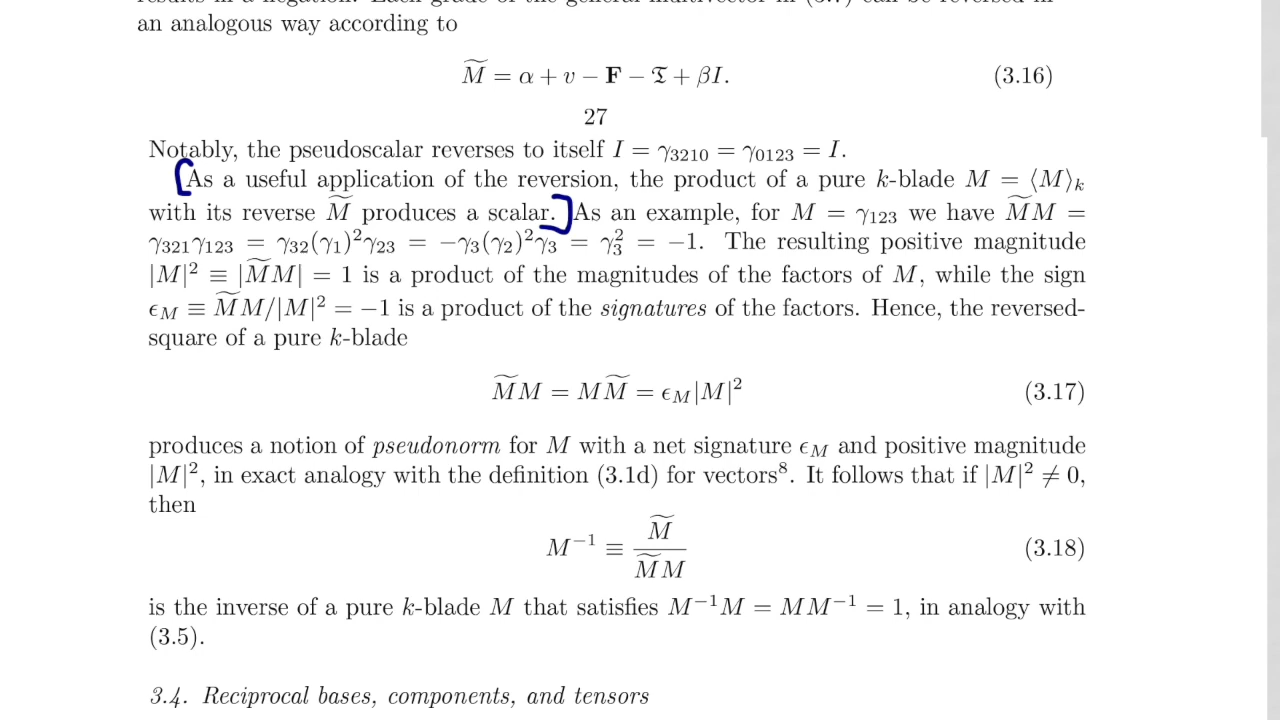 an analogous way according to
M̃ = α + v − F − 𝔗 + βI. (3.16)
27
Notably, the pseudoscalar reverses to itself I = γ₃₂₁₀ = γ₀₁₂₃ = I.
[As a useful application of the reversion, the product of a pure k-blade M = ⟨M⟩ₖ
with its reverse M̃ produces a scalar.] As an example, for M = γ₁₂₃ we have M̃M =
γ₃₂₁γ₁₂₃ = γ₃₂(γ₁)²γ₂₃ = −γ₃(γ₂)²γ₃ = γ₃² = −1. The resulting positive magnitude
|M|² ≡ |M̃M| = 1 is a product of the magnitudes of the factors of M, while the sign
ϵ_M ≡ M̃M/|M|² = −1 is a product of the signatures of the factors. Hence, the reversed-
square of a pure k-blade
M̃M = MM̃ = ϵ_M|M|² (3.17)
produces a notion of pseudonorm for M with a net signature ϵ_M and positive magnitude
|M|², in exact analogy with the definition (3.1d) for vectors⁸. It follows that if |M|² ≠ 0,
then
M⁻¹ ≡ M̃ / M̃M (3.18)
is the inverse of a pure k-blade M that satisfies M⁻¹M = MM⁻¹ = 1, in analogy with
(3.5).
3.4. Reciprocal bases, components, and tensors